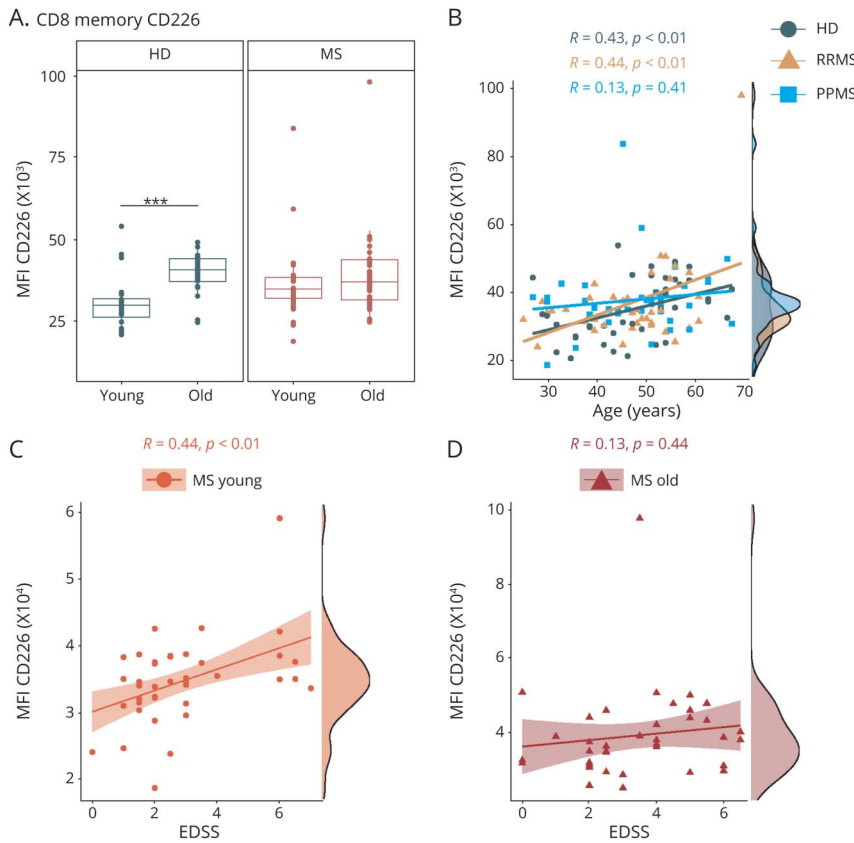 A. CD8 memory CD226
HD MS
MFI CD226 (X10³)
100
75
50
25
***
Young Old Young Old
B
R = 0.43, p < 0.01
R = 0.44, p < 0.01
R = 0.13, p = 0.41
HD
RRMS
PPMS
MFI CD226 (X10³)
100
80
60
40
20
30 40 50 60 70
Age (years)
C
R = 0.44, p < 0.01
MS young
MFI CD226 (X10⁴)
6
5
4
3
2
0 2 4 6
EDSS
D
R = 0.13, p = 0.44
MS old
MFI CD226 (X10⁴)
10
8
6
4
0 2 4 6
EDSS